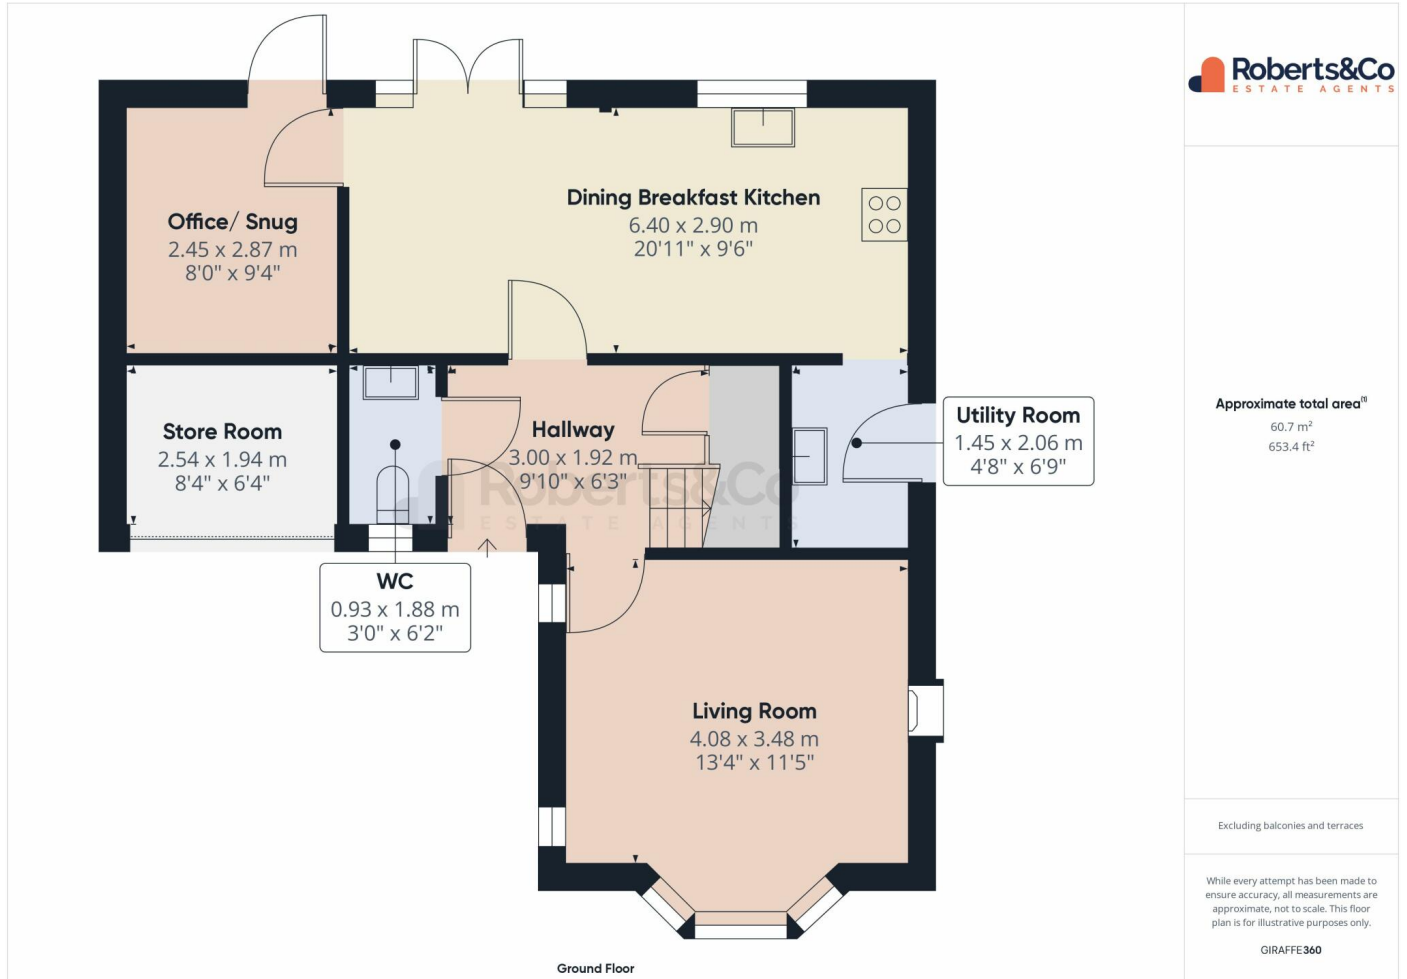 Roberts&Co
ESTATE AGENTS
Office/ Snug
2.45 x 2.87 m
8'0" x 9'4"
Dining Breakfast Kitchen
6.40 x 2.90 m
20'11" x 9'6"
Store Room
2.54 x 1.94 m
8'4" x 6'4"
Hallway
3.00 x 1.92 m
9'10" x 6'3"
Utility Room
1.45 x 2.06 m
4'8" x 6'9"
Roberts&Co
ESTATE AGENTS
WC
0.93 x 1.88 m
3'0" x 6'2"
Living Room
4.08 x 3.48 m
13'4" x 11'5"
Ground Floor
Approximate total area⁽¹⁾
60.7 m²
653.4 ft²
Excluding balconies and terraces
While every attempt has been made to
ensure accuracy, all measurements are
approximate, not to scale. This floor
plan is for illustrative purposes only.
GIRAFFE360